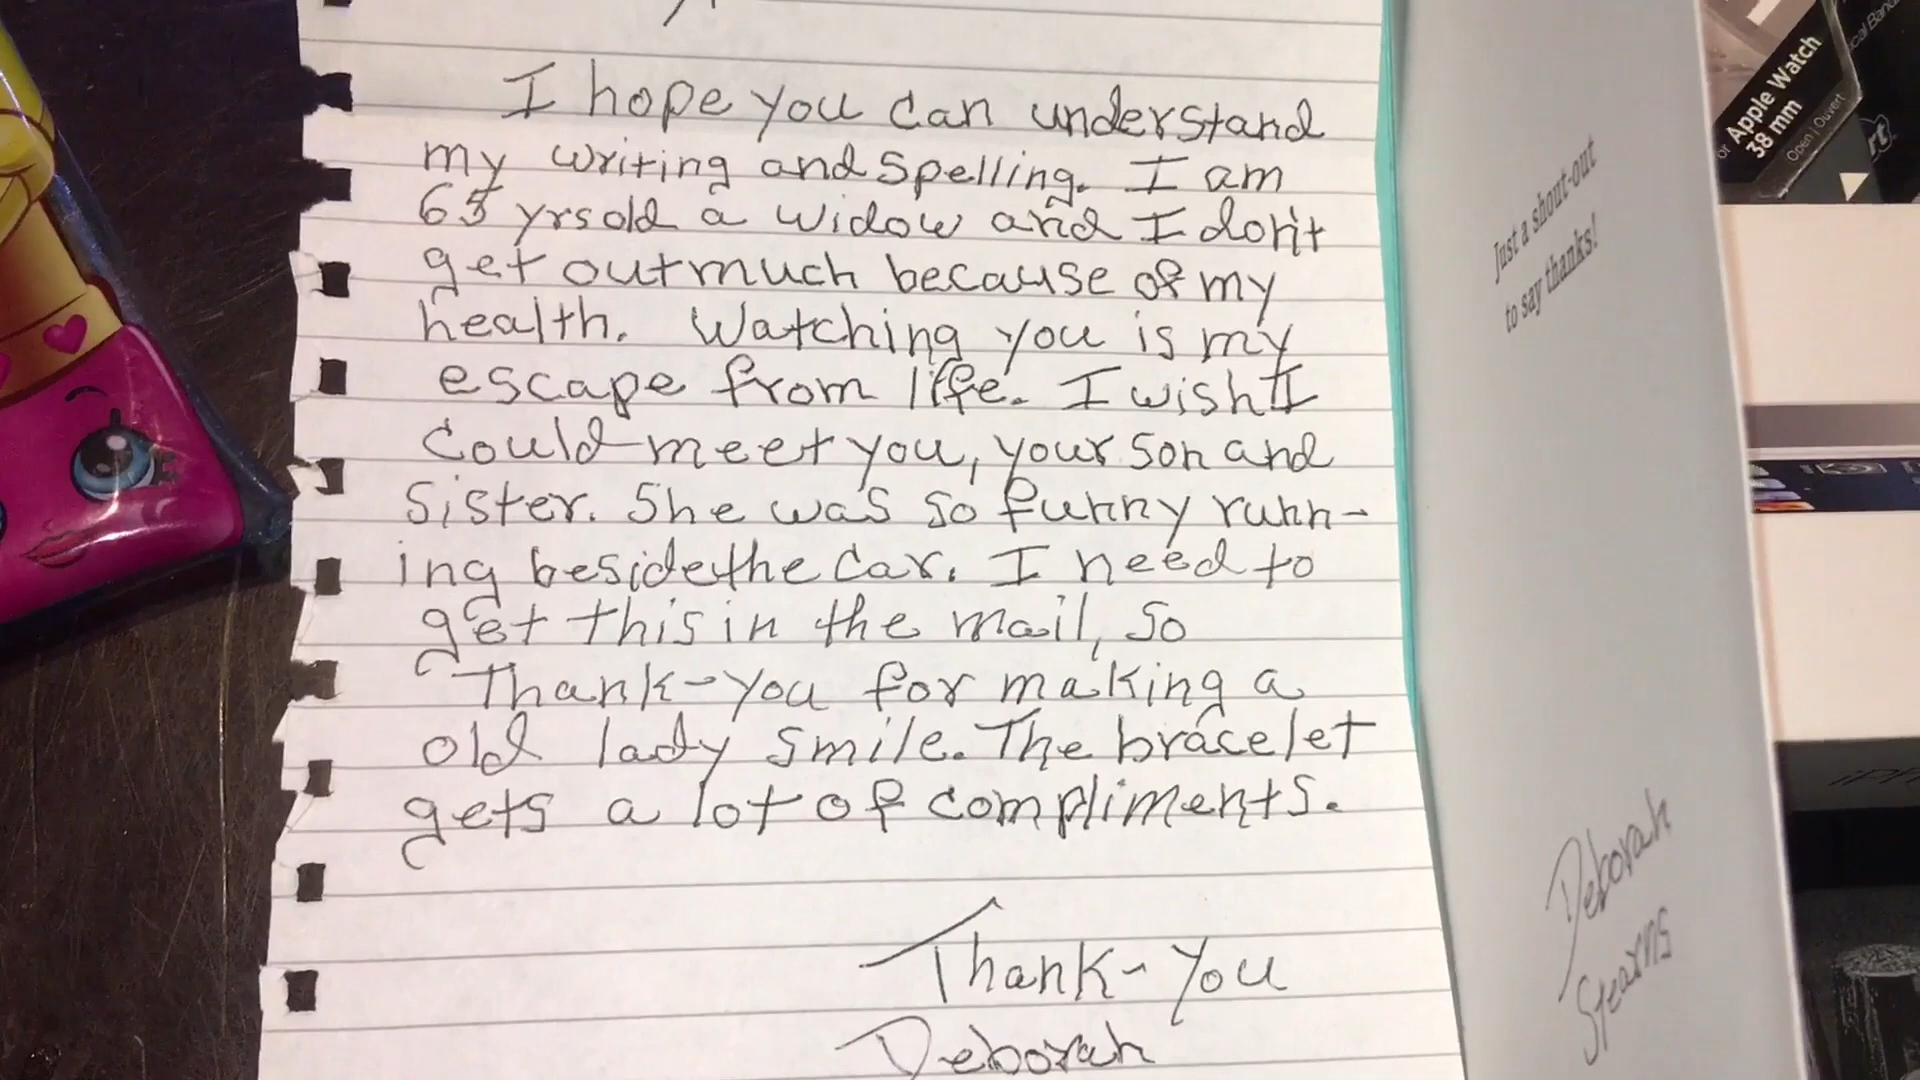 I hope you can understand
my writing and spelling. I am
65 yrs old a widow and I don't
get out much because of my
health. Watching you is my
escape from life. I wish I
could meet you, your son and
sister. She was so funny runn-
ing beside the car. I need to
get this in the mail, so
Thank-you for making a
old lady smile. The bracelet
gets a lot of compliments.
Thank-You
Deborah
Just a shout-out
to say thanks!
Deborah
Stearns
Apple Watch
38 mm
Open | Ouvert